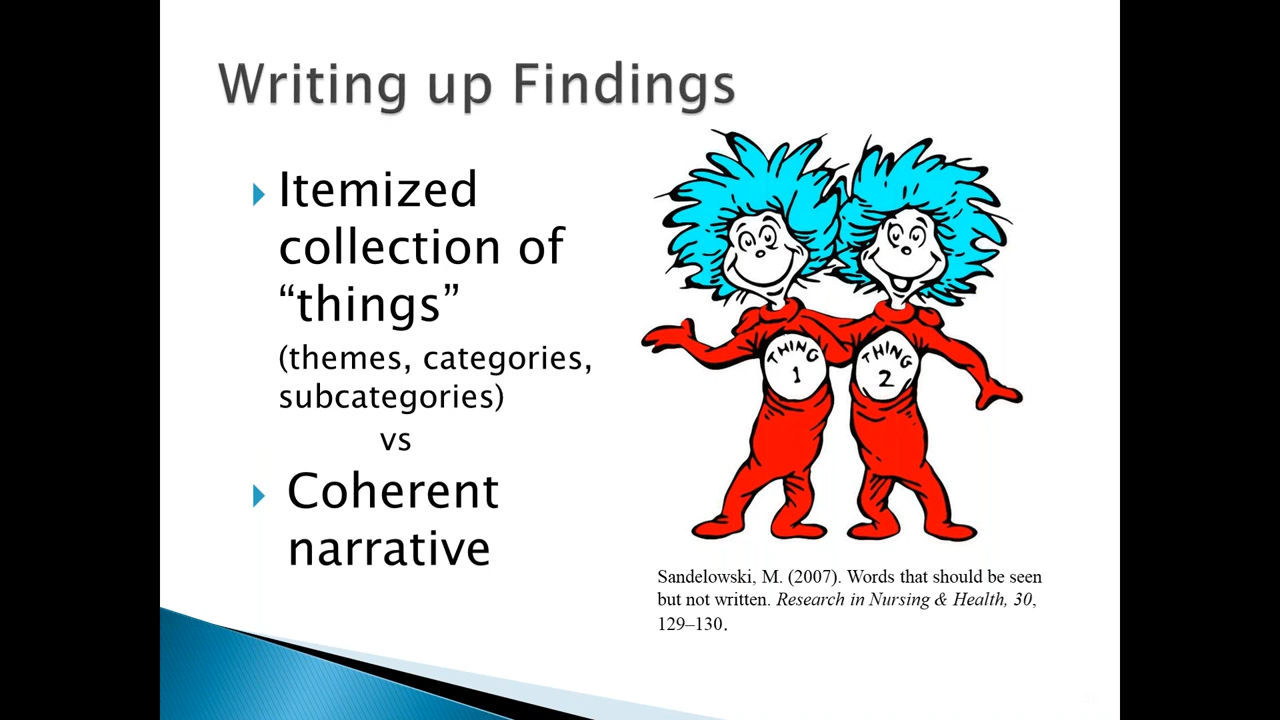 Writing up Findings
Itemized
collection of
“things”
(themes, categories,
subcategories)
vs
Coherent
narrative
THING
1
THING
2
Sandelowski, M. (2007). Words that should be seen
but not written. Research in Nursing & Health, 30,
129–130.